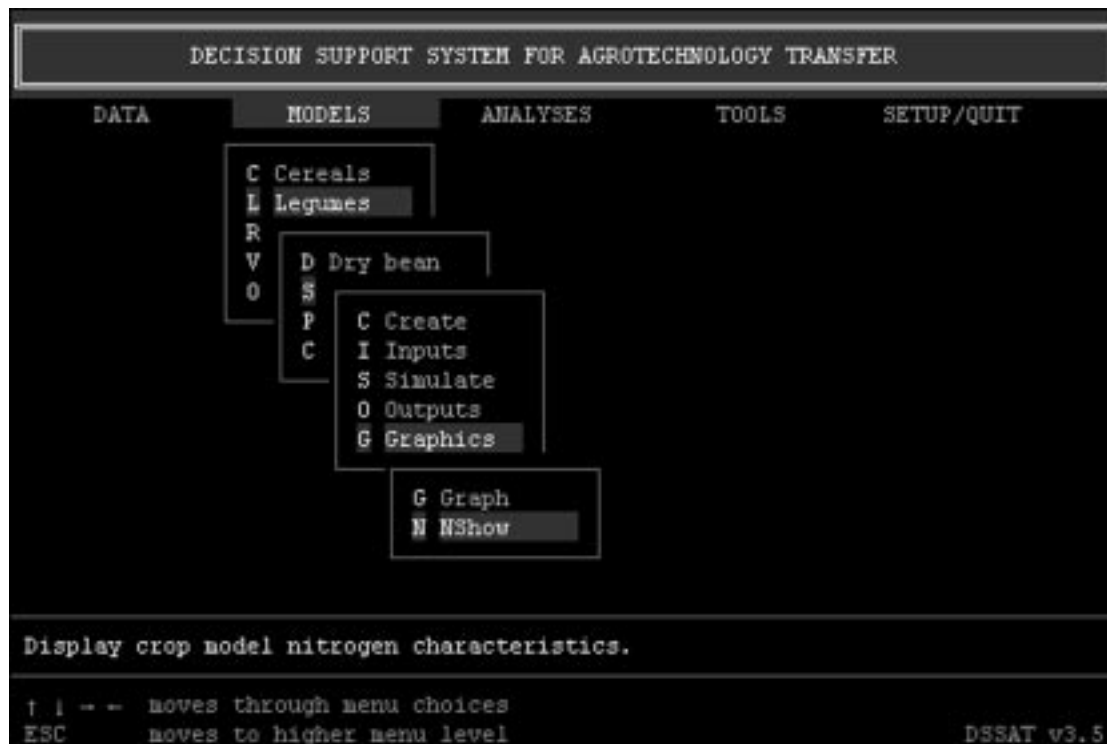 DECISION SUPPORT SYSTEM FOR AGROTECHNOLOGY TRANSFER
DATA MODELS ANALYSES TOOLS SETUP/QUIT
C Cereals
L Legumes
R
V D Dry bean
O S
P C Create
C I Inputs
S Simulate
O Outputs
G Graphics
G Graph
N NShow
Display crop model nitrogen characteristics.
↑ ↓ → ← moves through menu choices
ESC moves to higher menu level DSSAT v3.5